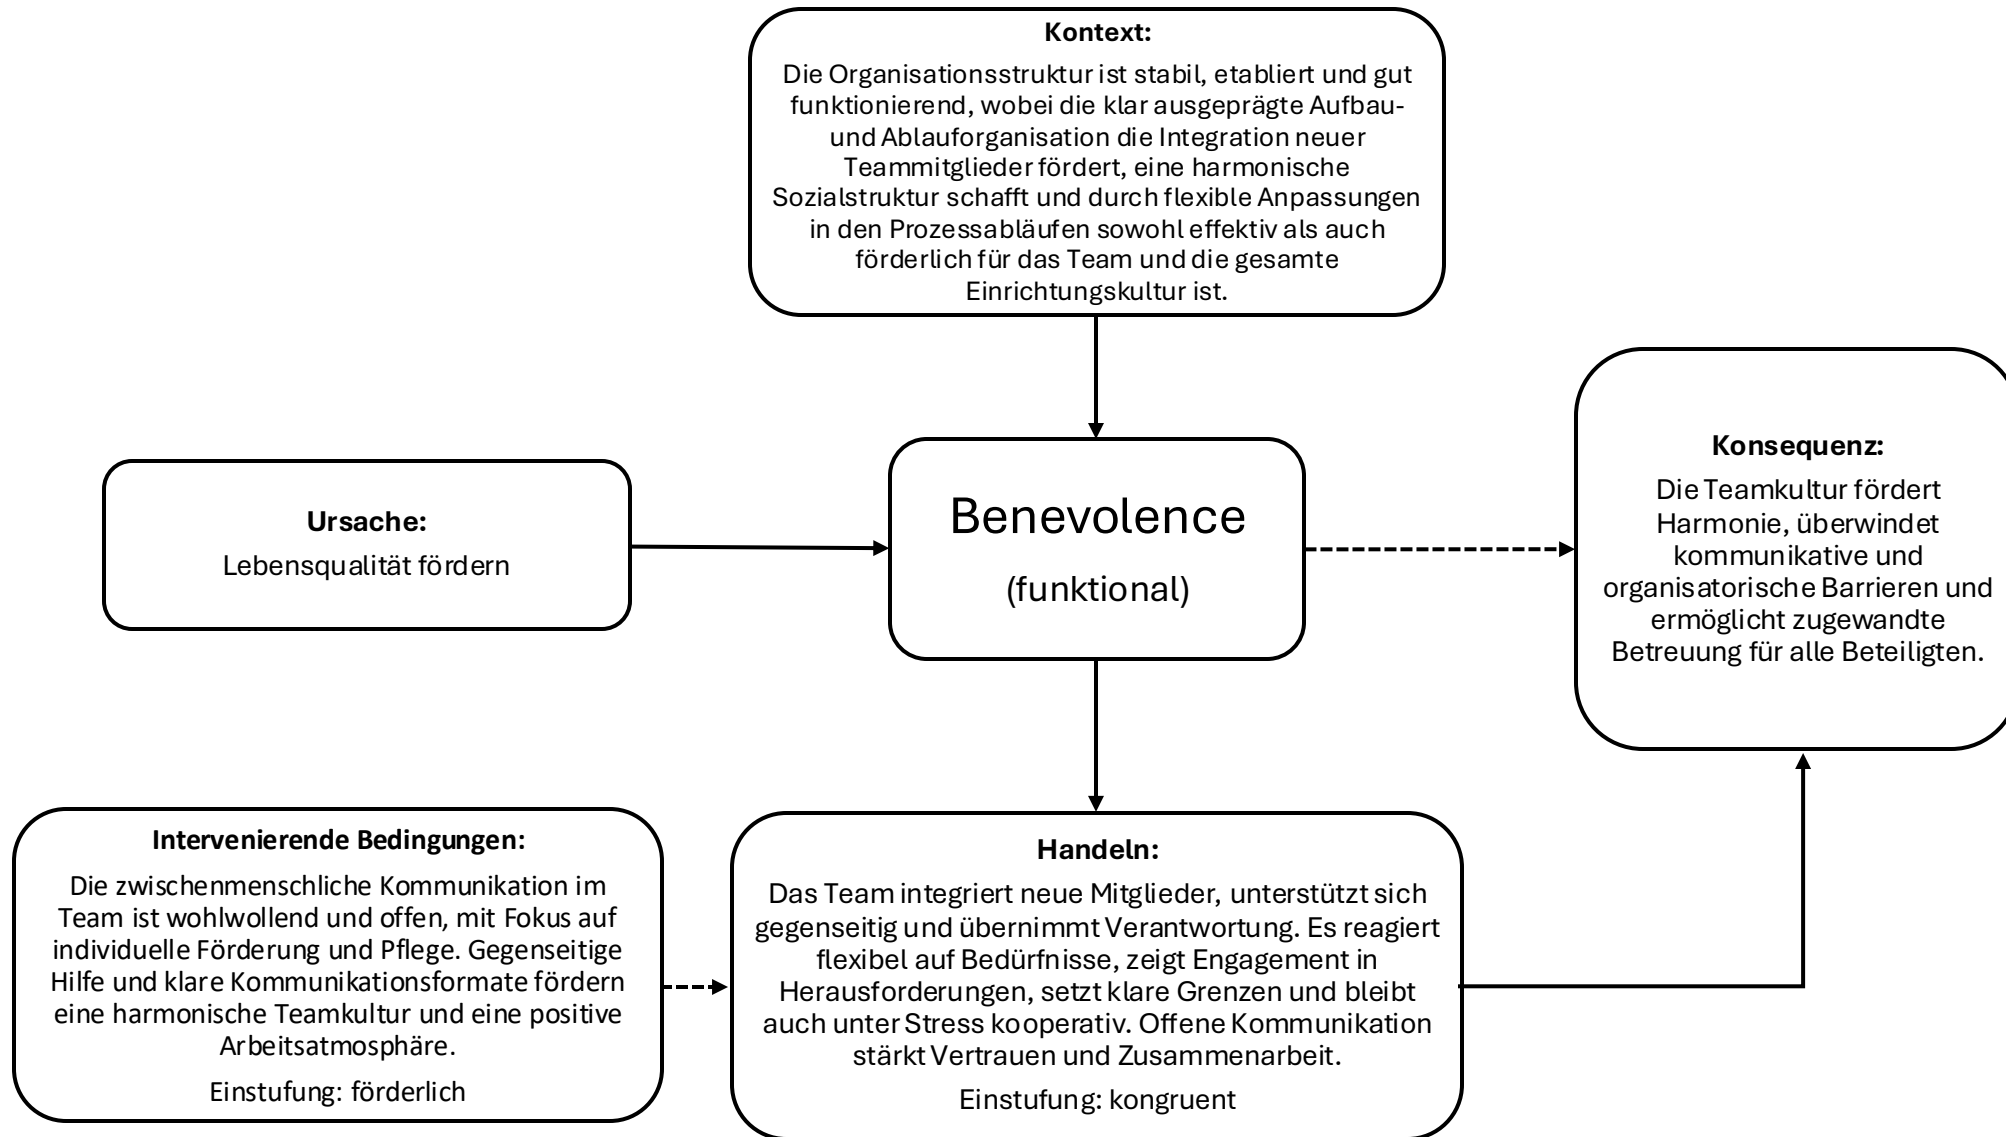 Kontext:
Die Organisationsstruktur ist stabil, etabliert und gut
funktionierend, wobei die klar ausgeprägte Aufbau-
und Ablauforganisation die Integration neuer
Teammitglieder fördert, eine harmonische
Sozialstruktur schafft und durch flexible Anpassungen
in den Prozessabläufen sowohl effektiv als auch
förderlich für das Team und die gesamte
Einrichtungskultur ist.
Ursache:
Lebensqualität fördern
Benevolence
(funktional)
Konsequenz:
Die Teamkultur fördert
Harmonie, überwindet
kommunikative und
organisatorische Barrieren und
ermöglicht zugewandte
Betreuung für alle Beteiligten.
Intervenierende Bedingungen:
Die zwischenmenschliche Kommunikation im
Team ist wohlwollend und offen, mit Fokus auf
individuelle Förderung und Pflege. Gegenseitige
Hilfe und klare Kommunikationsformate fördern
eine harmonische Teamkultur und eine positive
Arbeitsatmosphäre.
Einstufung: förderlich
Handeln:
Das Team integriert neue Mitglieder, unterstützt sich
gegenseitig und übernimmt Verantwortung. Es reagiert
flexibel auf Bedürfnisse, zeigt Engagement in
Herausforderungen, setzt klare Grenzen und bleibt
auch unter Stress kooperativ. Offene Kommunikation
stärkt Vertrauen und Zusammenarbeit.
Einstufung: kongruent